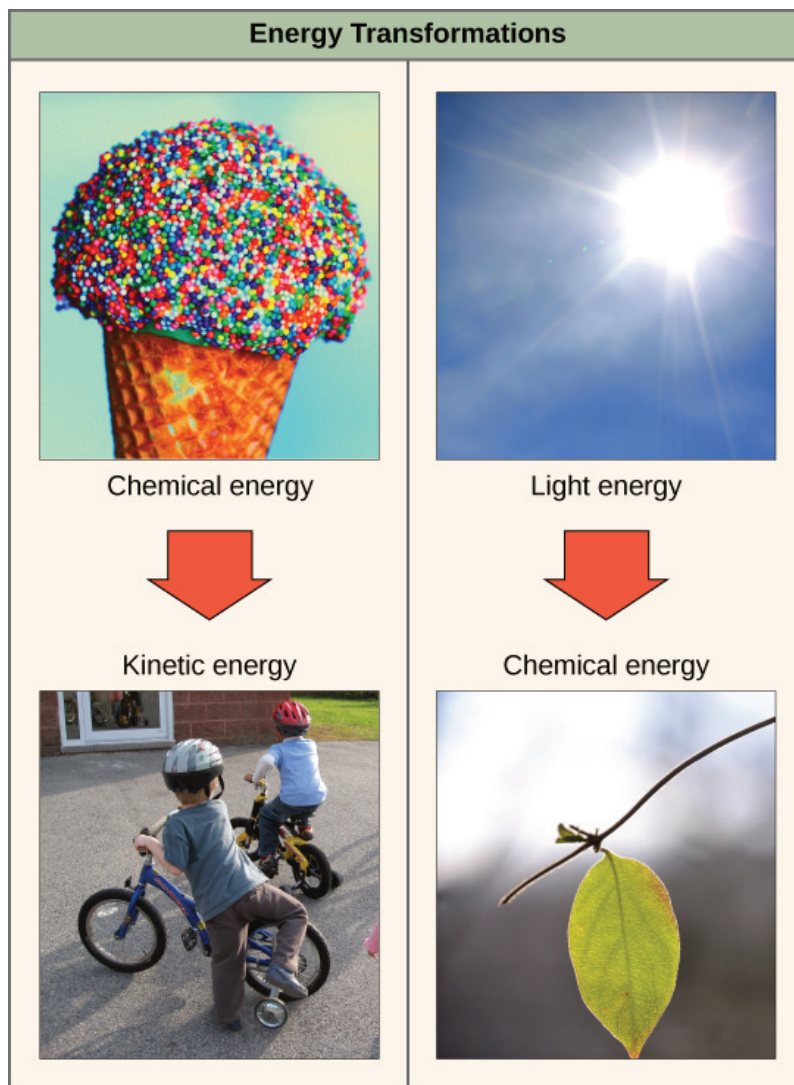 Energy Transformations
Chemical energy
Kinetic energy
Light energy
Chemical energy